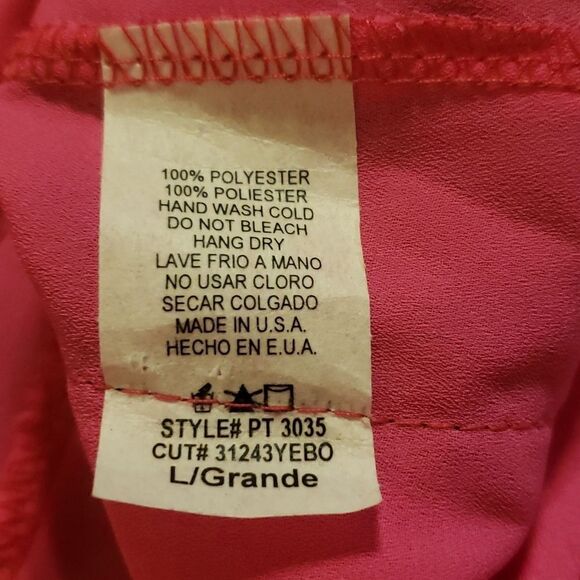 100% POLYESTER
100% POLIESTER
HAND WASH COLD
DO NOT BLEACH
HANG DRY
LAVE FRIO A MANO
NO USAR CLORO
SECAR COLGADO
MADE IN U.S.A.
HECHO EN E.U.A.
STYLE# PT 3035
CUT# 31243YEBO
L/Grande